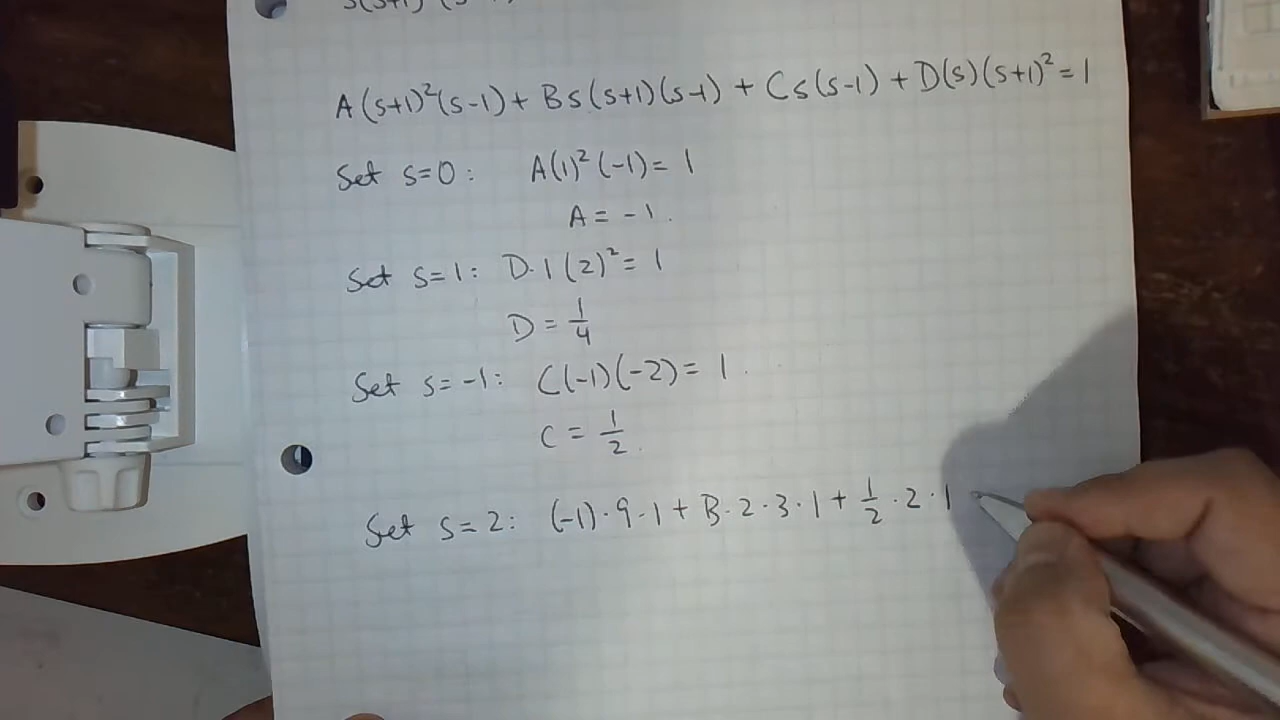 A(s+1)²(s-1) + Bs(s+1)(s-1) + Cs(s-1) + D(s)(s+1)² = 1
Set s=0: A(1)²(-1) = 1
A = -1.
Set s=1: D·1(2)² = 1
D = 1/4
Set s=-1: C(-1)(-2) = 1.
C = 1/2.
Set s=2: (-1)·9·1 + B·2·3·1 + 1/2·2·1